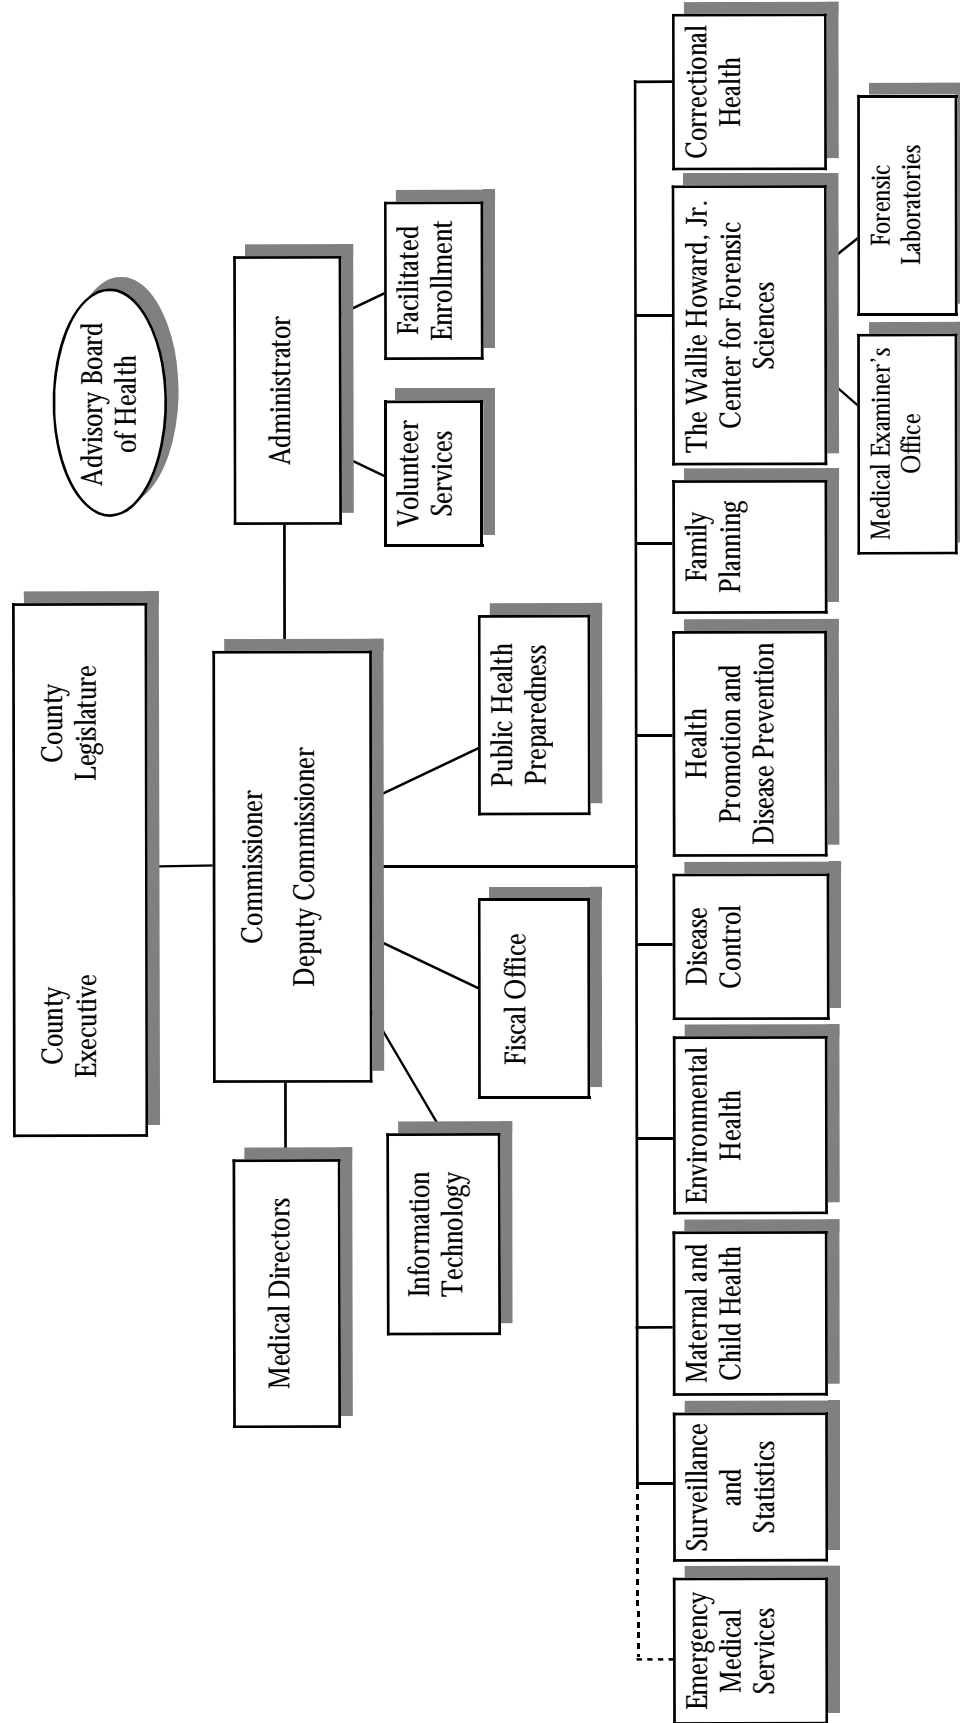 County
Executive
County
Legislature
Advisory Board
of Health
Medical Directors
Commissioner
Deputy Commissioner
Administrator
Information
Technology
Fiscal Office
Public Health
Preparedness
Volunteer
Services
Facilitated
Enrollment
Emergency
Medical
Services
Surveillance
and
Statistics
Maternal and
Child Health
Environmental
Health
Disease
Control
Health
Promotion and
Disease Prevention
Family
Planning
The Wallie Howard, Jr.
Center for Forensic
Sciences
Correctional
Health
Medical Examiner's
Office
Forensic
Laboratories